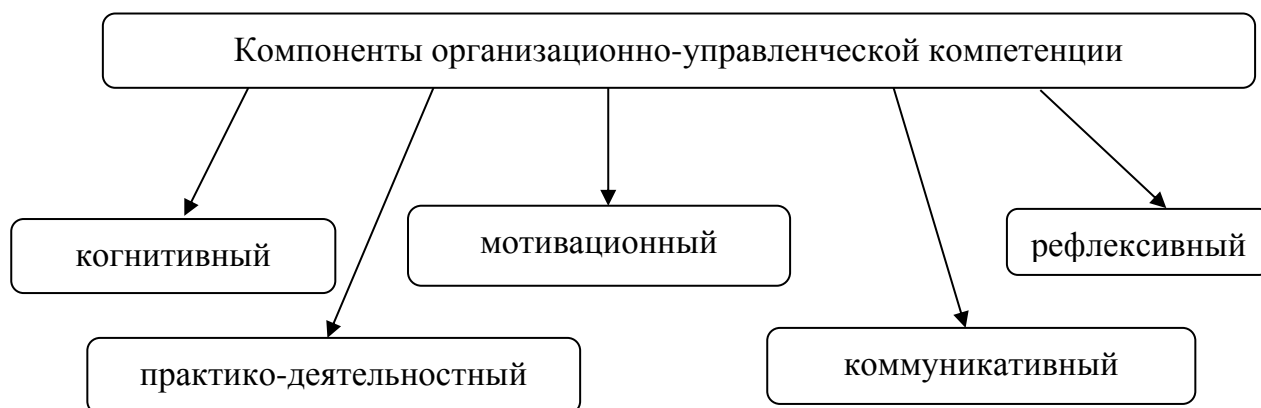 Компоненты организационно-управленческой компетенции
когнитивный
мотивационный
рефлексивный
практико-деятельностный
коммуникативный